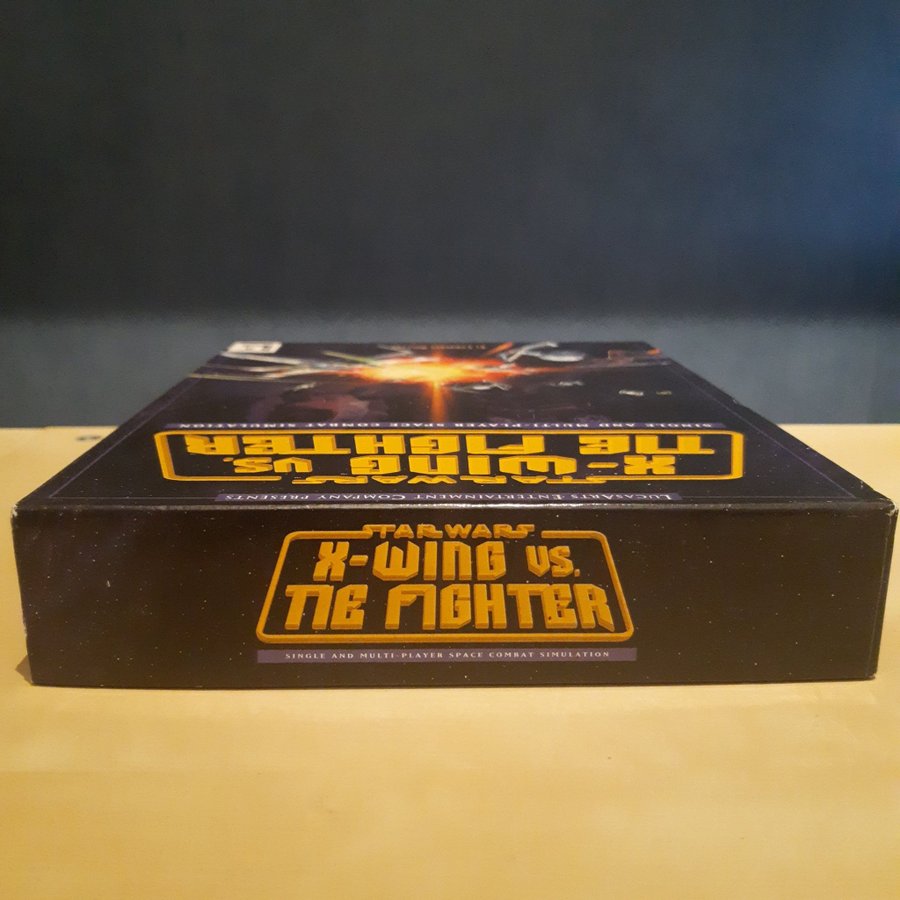 SINGLE AND MULTI-PLAYER SPACE COMBAT SIMULATION
STAR WARS
X-WING VS.
TIE FIGHTER
LUCASARTS ENTERTAINMENT COMPANY PRESENTS
STAR WARS
X-WING VS.
TIE FIGHTER
SINGLE AND MULTI-PLAYER SPACE COMBAT SIMULATION